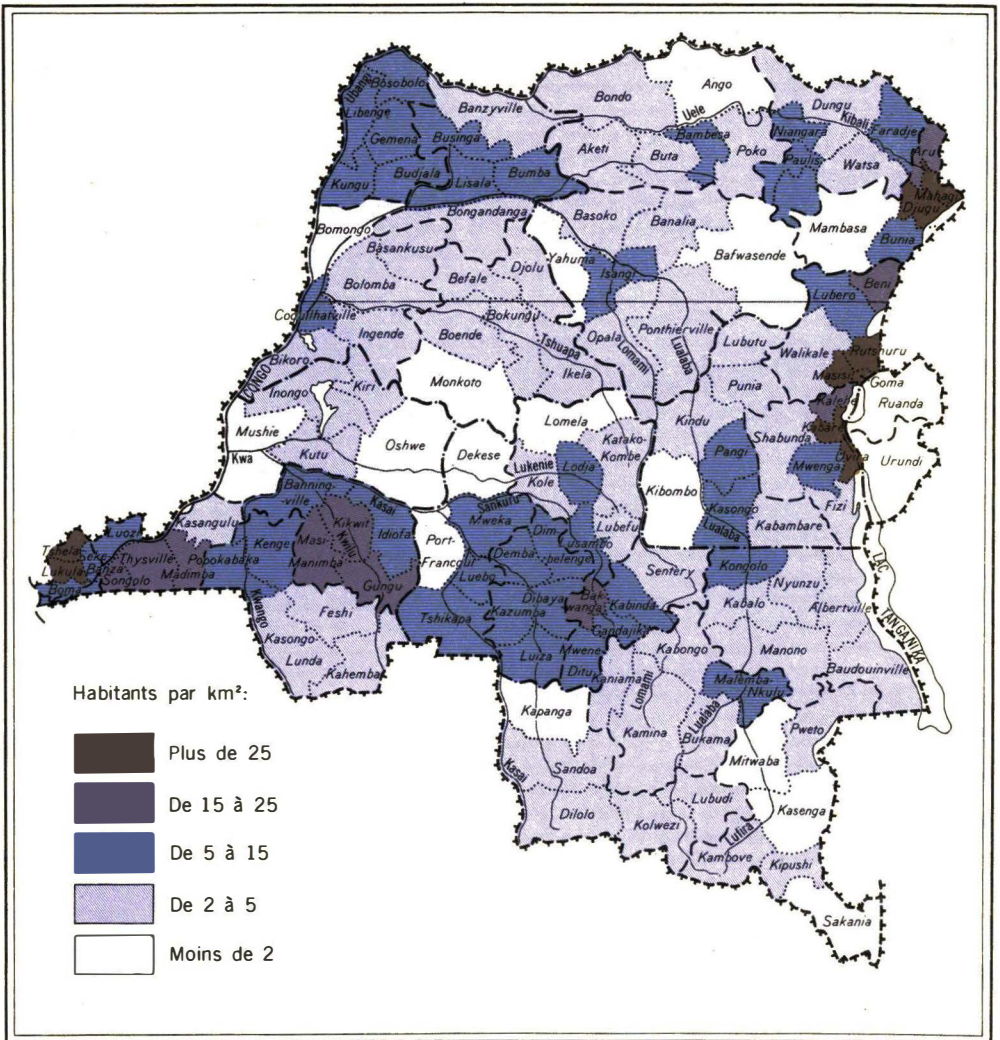 Bosobolo
Ubangi
Libenge
Gemena
Businga
Banzyville
Kungu
Budjala
Lisala
Bumba
Bondo
Ango
Uele
Bambesa
Aketi
Buta
Poko
Niangara
Paulis
Dungu
Kibali
Faradje
Aru
Watsa
Mahagi
Djugu
Bunia
Mambasa
Bomongo
Bongandanga
Basankusu
Bolomba
Befale
Djolu
Yahuma
Basoko
Isangi
Banalia
Bafwasende
Lubero
Beni
Coquilhatville
Ingende
Bikoro
CONGO
Boende
Bokungu
Tshuapa
Ikela
Opala
Lomami
Ponthierville
Lualaba
Lubutu
Walikale
Rutshuru
Masisi
Goma
Ruanda
Kalehe
Kabare
Uvira
Urundi
Inongo
Kiri
Monkoto
Mushie
Kwa
Kutu
Oshwe
Dekese
Lomela
Lukenie
Kole
Lodja
Katako-
Kombe
Kindu
Punia
Shabunda
Mwenga
Pangi
Kibombo
Kasongo
Lualaba
Kabambare
Fizi
LAC
TANGANIKA
Kasangulu
Banning-
ville
Kasai
Kenge
Kikwit
Masi-
Manimba
Kwilu
Idiofa
Gungu
Port-
Francqui
Sankuru
Mweka
Dim-
belenge
Lusambo
Lubefu
Demba
Luebo
Dibaya
Bak-
wanga
Kabinda
Sentery
Tshikapa
Kazumba
Gandajika
Luiza
Mwene
Ditu
Tshela
Lukula
Boma
Seke-
Banza
Luozi
Songolo
Thysville
Madimba
Popokabaka
Kwango
Feshi
Kasongo
Lunda
Kahemba
Kongolo
Nyunzu
Kabalo
Albertville
Manono
Kabongo
Kaniama
Lomami
Malemba-
Nkulu
Baudouinville
Lualaba
Kapanga
Kamina
Bukama
Mitwaba
Pweto
Kasai
Sandoa
Dilolo
Kolwezi
Lubudi
Lufira
Kambove
Kasenga
Kipushi
Sakania
Habitants par km²:
Plus de 25
De 15 à 25
De 5 à 15
De 2 à 5
Moins de 2